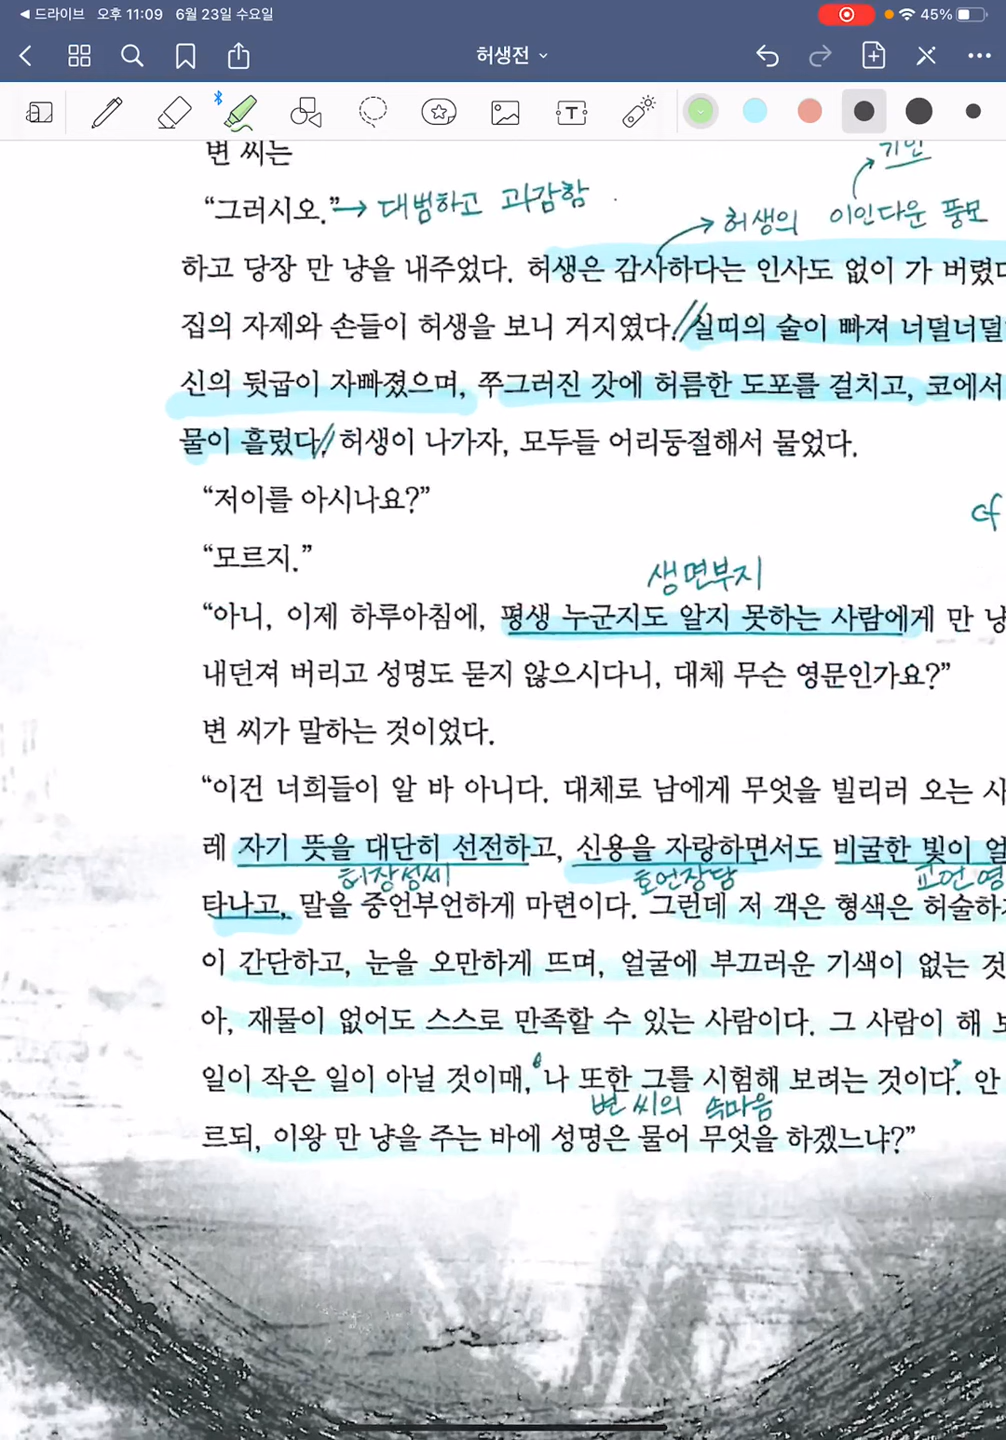 드라이브 오후 11:09 6월 23일 수요일 45%
허생전
변 씨는
기인
“그러시오.” → 대범하고 과감함
허생의 이인다운 풍모
하고 당장 만 냥을 내주었다. 허생은 감사하다는 인사도 없이 가 버렸다
집의 자제와 손들이 허생을 보니 거지였다. // 실띠의 술이 빠져 너덜너덜
신의 뒷굽이 자빠졌으며, 쭈그러진 갓에 허름한 도포를 걸치고, 코에서
물이 흘렀다. // 허생이 나가자, 모두들 어리둥절해서 물었다.
“저이를 아시나요?”
cf
“모르지.”
생면부지
“아니, 이제 하루아침에, 평생 누군지도 알지 못하는 사람에게 만 냥
내던져 버리고 성명도 묻지 않으시다니, 대체 무슨 영문인가요?”
변 씨가 말하는 것이었다.
“이건 너희들이 알 바 아니다. 대체로 남에게 무엇을 빌리러 오는 사
레 자기 뜻을 대단히 선전하고, 신용을 자랑하면서도 비굴한 빛이 얼
허장성세 호언장담 교언영
타나고, 말을 중언부언하게 마련이다. 그런데 저 객은 형색은 허술하
이 간단하고, 눈을 오만하게 뜨며, 얼굴에 부끄러운 기색이 없는 것
아, 재물이 없어도 스스로 만족할 수 있는 사람이다. 그 사람이 해 보
일이 작은 일이 아닐 것이매, ‘나 또한 그를 시험해 보려는 것이다’. 안
변 씨의 속마음
르되, 이왕 만 냥을 주는 바에 성명은 물어 무엇을 하겠느냐?”